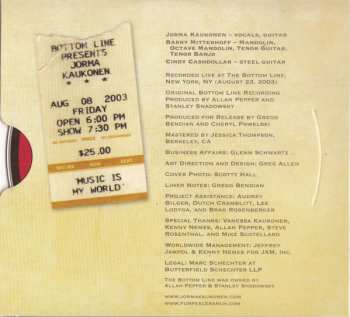 BOTTOM LINE
PRESENTS
JORMA
KAUKONEN
AUG 08 2003
FRIDAY
OPEN 6:00 PM
SHOW 7:30 PM
$25.00
'MUSIC IS
MY WORLD'
Jorma Kaukonen – vocals, guitar
Barry Mitterhoff – Mandolin,
Octave Mandolin, Tenor Guitar,
Tenor Banjo
Cindy Cashdollar – steel guitar
Recorded live at The Bottom Line,
New York, NY (August 23, 2003)
Original Bottom Line Recording
Produced by Allan Pepper and
Stanley Snadowsky
Produced for Release by Gregg
Bendian and Cheryl Pawelski
Mastered by Jessica Thompson,
Berkeley, CA
Business Affairs: Glenn Schwartz
Art Direction and Design: Greg Allen
Cover Photo: Scotty Hall
Liner Notes: Gregg Bendian
Project Assistance: Audrey
Bilger, Dutch Cramblitt, Lee
Lodyga, and Brad Rosenberger
Special Thanks: Vanessa Kaukonen,
Kenny Nemes, Allan Pepper, Steve
Rosenthal, and Mike Scotellaro
Worldwide Management: Jeffrey
Jampol & Kenny Nemes for JAM, Inc.
Legal: Marc Schechter at
Butterfield Schechter LLP
The Bottom Line was owned by
Allan Pepper & Stanley Snadowsky
www.jormakaukonen.com
www.furpeaceranch.com